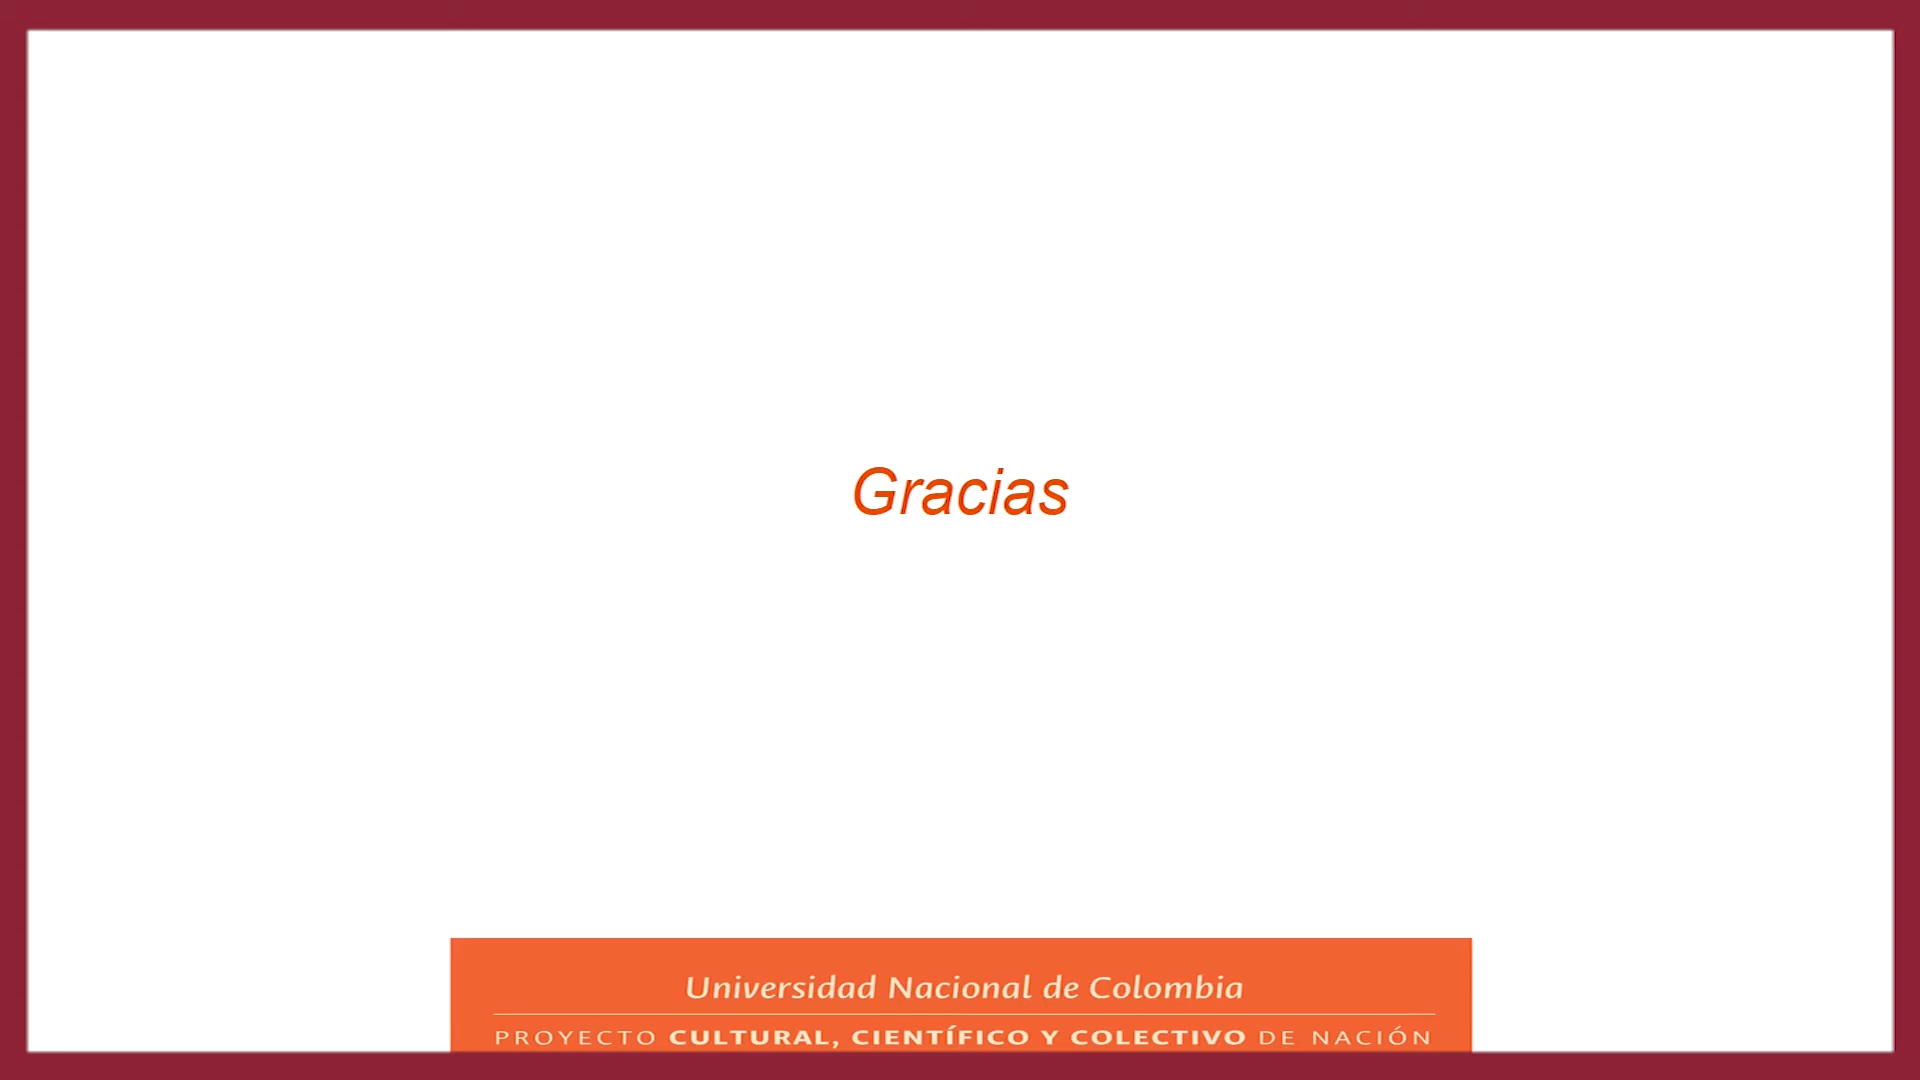 Gracias
Universidad Nacional de Colombia
PROYECTO CULTURAL, CIENTÍFICO Y COLECTIVO DE NACIÓN